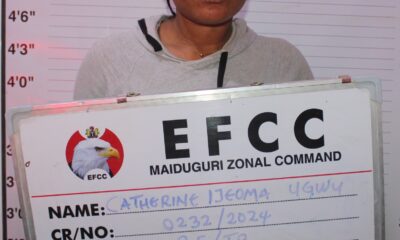 4'6"
4'3"
4'0"
EFCC
MAIDUGURI ZONAL COMMAND
EFCC
NAME: CATHERINE IJEOMA UGWU
CR/NO: 0232/2024